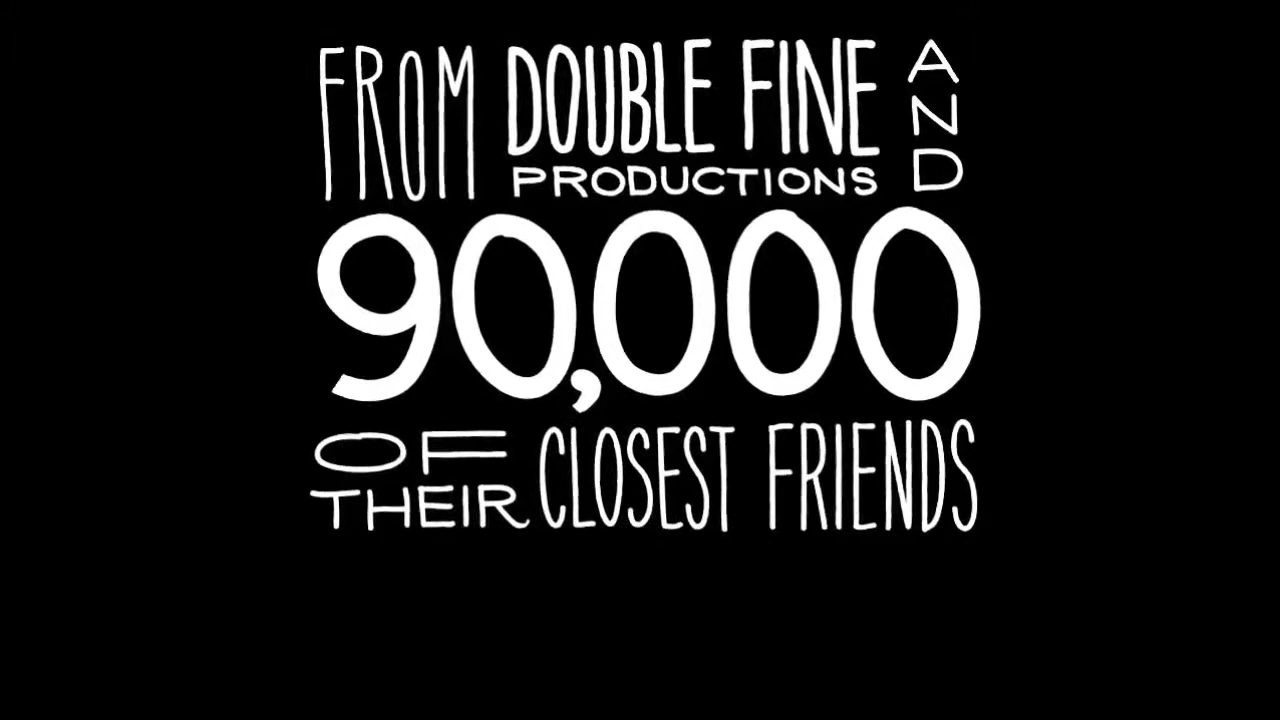 FROM DOUBLE FINE PRODUCTIONS AND
90,000
OF THEIR CLOSEST FRIENDS